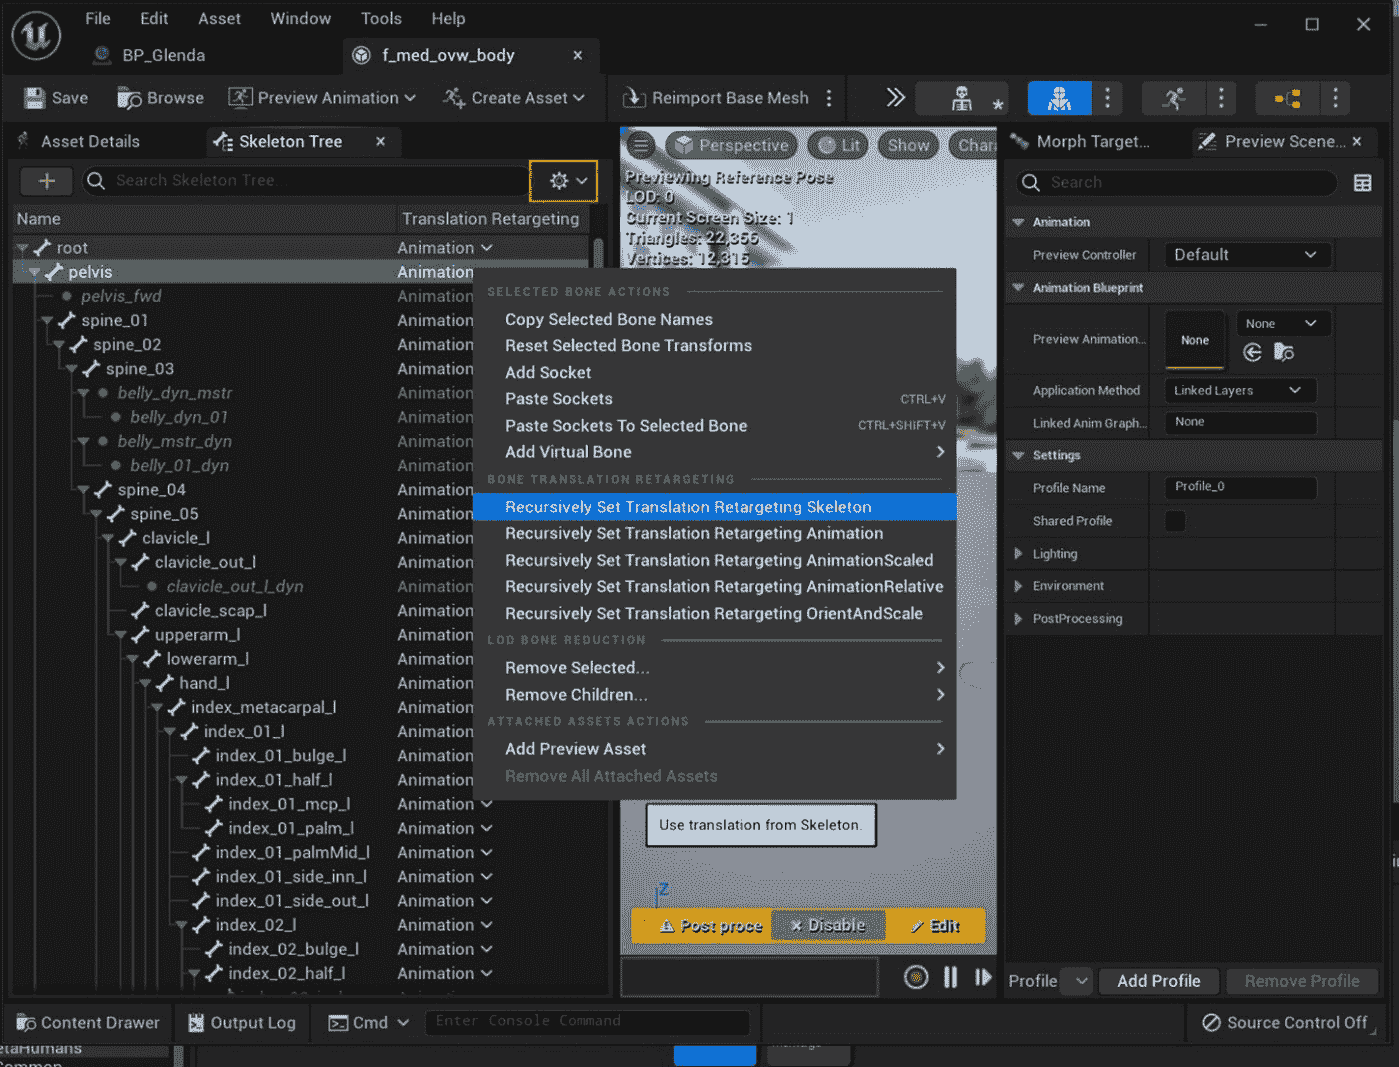 File Edit Asset Window Tools Help
BP_Glenda
f_med_ovw_body
Save Browse Preview Animation Create Asset Reimport Base Mesh
Asset Details
Skeleton Tree
Search Skeleton Tree...
Name Translation Retargeting
root Animation
pelvis Animation
pelvis_fwd Animation
spine_01 Animation
spine_02 Animation
spine_03 Animation
belly_dyn_mstr Animation
belly_dyn_01 Animation
belly_mstr_dyn Animation
belly_01_dyn Animation
spine_04 Animation
spine_05 Animation
clavicle_l Animation
clavicle_out_l Animation
clavicle_out_l_dyn Animation
clavicle_scap_l Animation
upperarm_l Animation
lowerarm_l Animation
hand_l Animation
index_metacarpal_l Animation
index_01_l Animation
index_01_bulge_l Animation
index_01_half_l Animation
index_01_mcp_l Animation
index_01_palm_l Animation
index_01_palmMid_l Animation
index_01_side_inn_l Animation
index_01_side_out_l Animation
index_02_l Animation
index_02_bulge_l Animation
index_02_half_l Animation
Perspective Lit Show Chara
Previewing Reference Pose
LOD: 0
Current Screen Size: 1
Triangles: 22,356
Vertices: 12,315
SELECTED BONE ACTIONS
Copy Selected Bone Names
Reset Selected Bone Transforms
Add Socket
Paste Sockets CTRL+V
Paste Sockets To Selected Bone CTRL+SHIFT+V
Add Virtual Bone
BONE TRANSLATION RETARGETING
Recursively Set Translation Retargeting Skeleton
Recursively Set Translation Retargeting Animation
Recursively Set Translation Retargeting AnimationScaled
Recursively Set Translation Retargeting AnimationRelative
Recursively Set Translation Retargeting OrientAndScale
LOD BONE REDUCTION
Remove Selected...
Remove Children...
ATTACHED ASSETS ACTIONS
Add Preview Asset
Remove All Attached Assets
Use translation from Skeleton.
Z
Post proce Disable Edit
Morph Target...
Preview Scene...
Search
Animation
Preview Controller Default
Animation Blueprint
Preview Animation... None None
Application Method Linked Layers
Linked Anim Graph... None
Settings
Profile Name Profile_0
Shared Profile
Lighting
Environment
PostProcessing
Profile Add Profile Remove Profile
Content Drawer Output Log Cmd Enter Console Command Source Control Off
etaHumans